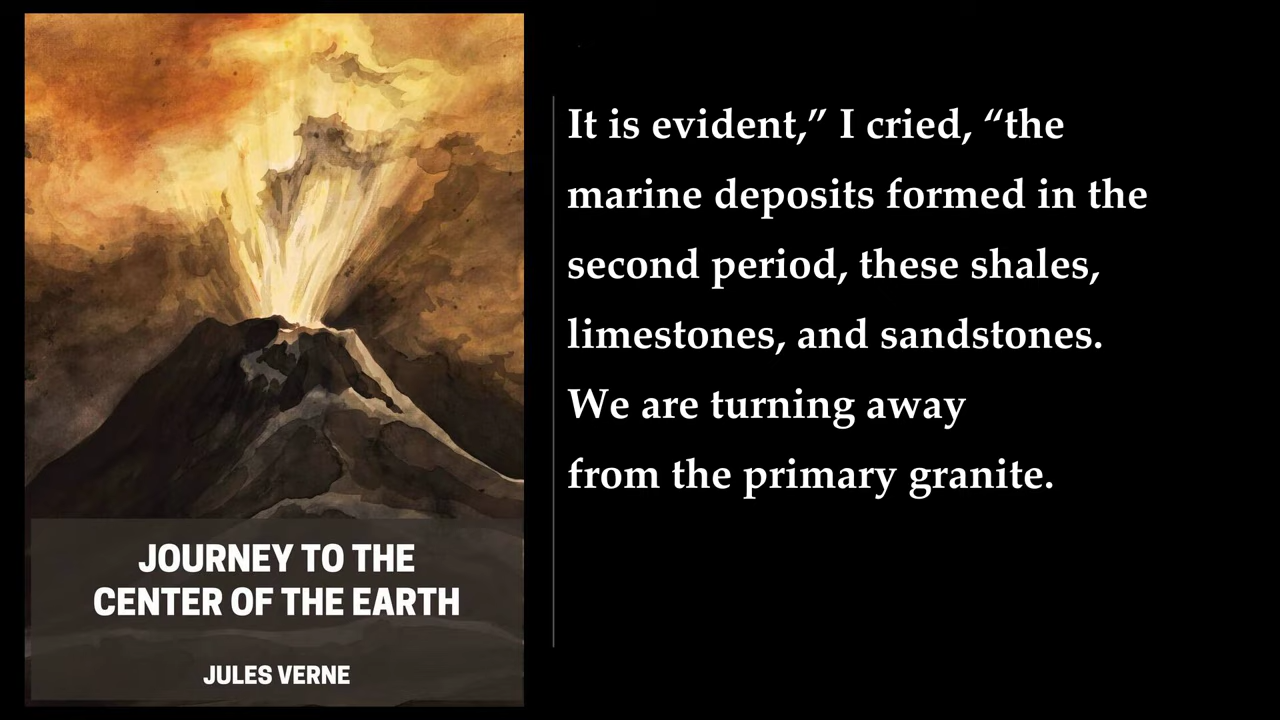 JOURNEY TO THE
CENTER OF THE EARTH
JULES VERNE
It is evident,” I cried, “the
marine deposits formed in the
second period, these shales,
limestones, and sandstones.
We are turning away
from the primary granite.